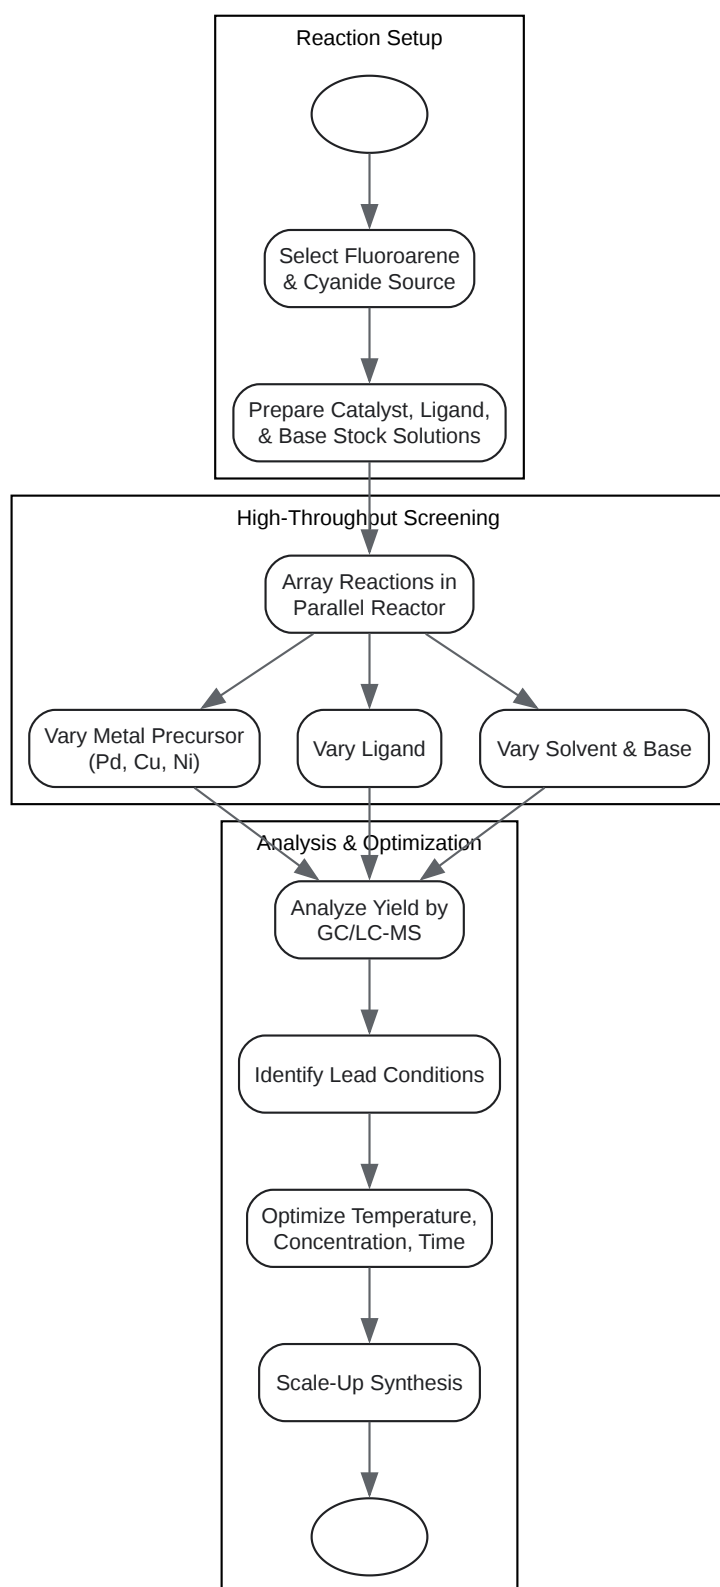 Reaction Setup
Select Fluoroarene
& Cyanide Source
Prepare Catalyst, Ligand,
& Base Stock Solutions
High-Throughput Screening
Array Reactions in
Parallel Reactor
Vary Metal Precursor
(Pd, Cu, Ni)
Vary Ligand
Vary Solvent & Base
Analysis & Optimization
Analyze Yield by
GC/LC-MS
Identify Lead Conditions
Optimize Temperature,
Concentration, Time
Scale-Up Synthesis